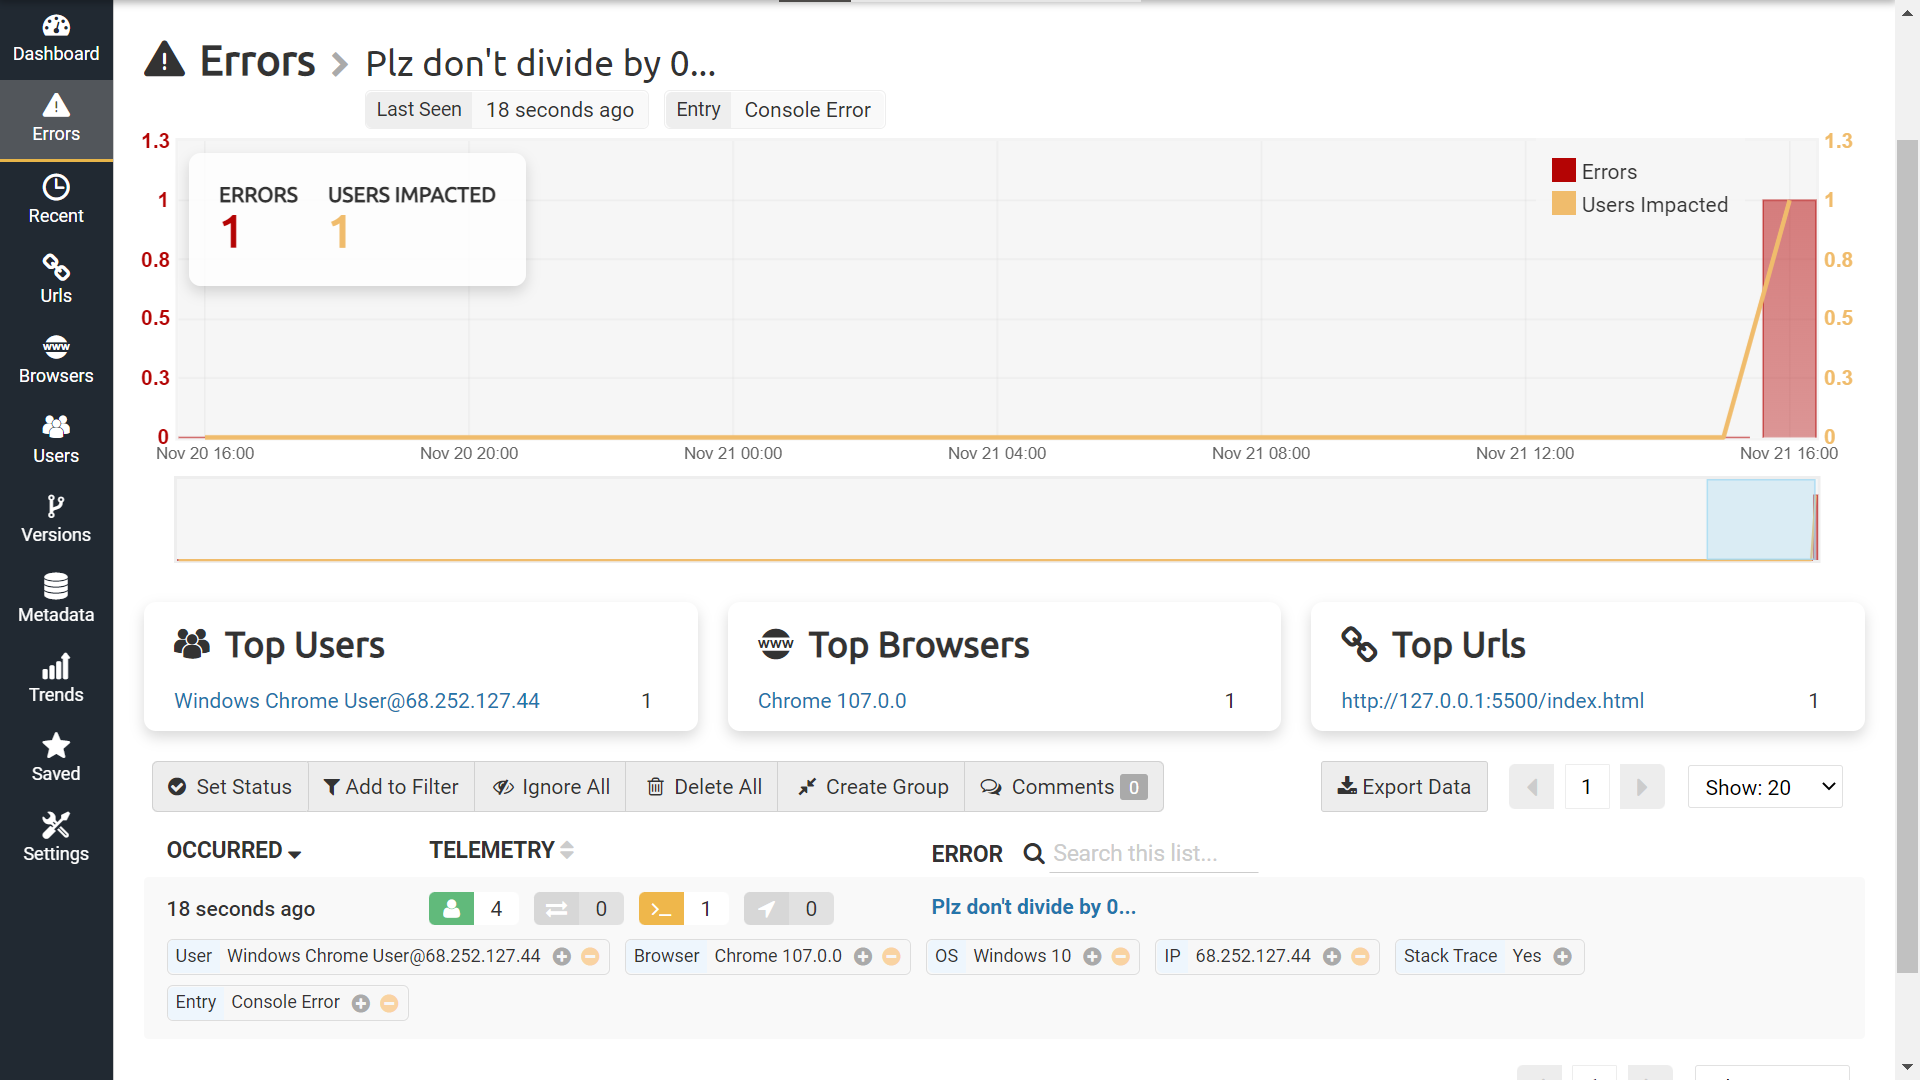 Dashboard
Errors
Recent
Urls
www
Browsers
Users
Versions
Metadata
Trends
Saved
Settings
Errors > Plz don't divide by 0...
Last Seen 18 seconds ago Entry Console Error
1.3
1
0.8
0.5
0.3
0
ERRORS USERS IMPACTED
1 1
Errors
Users Impacted
1.3
1
0.8
0.5
0.3
0
Nov 20 16:00 Nov 20 20:00 Nov 21 00:00 Nov 21 04:00 Nov 21 08:00 Nov 21 12:00 Nov 21 16:00
Top Users
Windows Chrome User@68.252.127.44 1
www Top Browsers
Chrome 107.0.0 1
Top Urls
http://127.0.0.1:5500/index.html 1
Set Status Add to Filter Ignore All Delete All Create Group Comments 0 Export Data 1 Show: 20
OCCURRED TELEMETRY ERROR Search this list...
18 seconds ago 4 0 1 0 Plz don't divide by 0...
User Windows Chrome User@68.252.127.44 Browser Chrome 107.0.0 OS Windows 10 IP 68.252.127.44 Stack Trace Yes
Entry Console Error